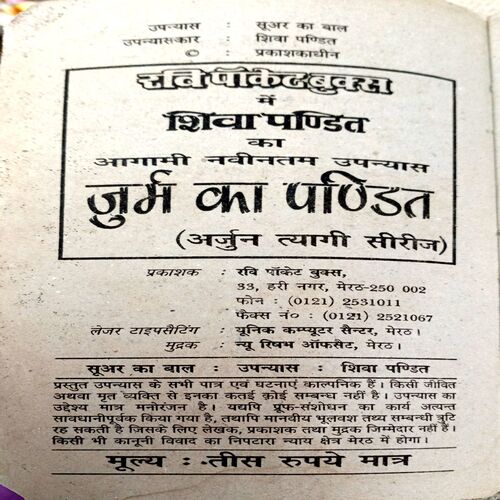 उपन्यास : सूअर का बाल
उपन्यासकार : शिवा पण्डित
© : प्रकाशकाधीन
रवि पॉकेट बुक्स
में
शिवा पण्डित
का
आगामी नवीनतम उपन्यास
जुर्म का पण्डित
(अर्जुन त्यागी सीरीज)
प्रकाशक : रवि पॉकेट बुक्स,
33, हरी नगर, मेरठ-250 002
फोन : (0121) 2531011
फैक्स नं० : (0121) 2521067
लेजर टाइपसैटिंग : यूनिक कम्प्यूटर सैन्टर, मेरठ।
मुद्रक : न्यू रिषभ ऑफसैट, मेरठ।
सूअर का बाल : उपन्यास : शिवा पण्डित
प्रस्तुत उपन्यास के सभी पात्र एवं घटनाएं काल्पनिक हैं। किसी जीवित
अथवा मृत व्यक्ति से इनका कतई कोई सम्बन्ध नहीं है। उपन्यास का
उद्देश्य मात्र मनोरंजन है। यद्यपि प्रूफ-संशोधन का कार्य अत्यन्त
सावधानीपूर्वक किया गया है, तथापि मानवीय भूलवश तथ्य सम्बन्धी त्रुटि
रह सकती है जिसके लिए लेखक, प्रकाशक तथा मुद्रक जिम्मेदार नहीं हैं।
किसी भी कानूनी विवाद का निपटारा न्याय क्षेत्र मेरठ में होगा।
मूल्य : तीस रुपये मात्र